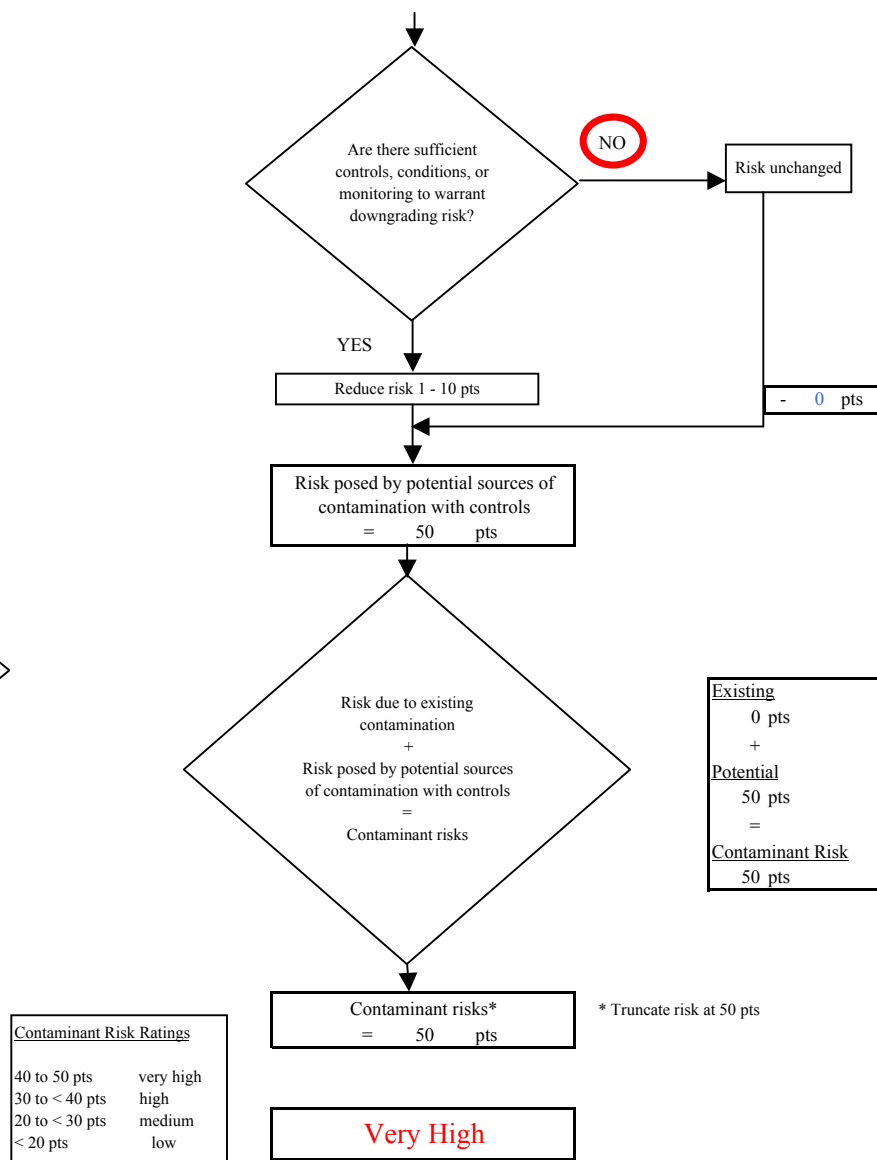 Are there sufficient
controls, conditions, or
monitoring to warrant
downgrading risk?
NO
Risk unchanged
YES
Reduce risk 1 - 10 pts
- 0 pts
Risk posed by potential sources of
contamination with controls
= 50 pts
Risk due to existing
contamination
+
Risk posed by potential sources
of contamination with controls
=
Contaminant risks
Existing
0 pts
+
Potential
50 pts
=
Contaminant Risk
50 pts
Contaminant risks*
= 50 pts
* Truncate risk at 50 pts
Contaminant Risk Ratings
40 to 50 pts very high
30 to < 40 pts high
20 to < 30 pts medium
< 20 pts low
Very High